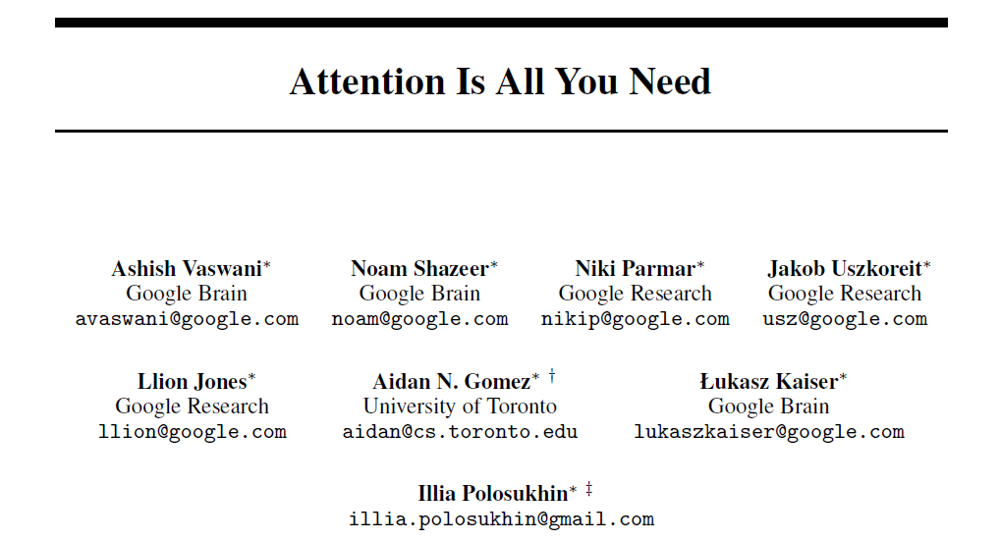 Attention Is All You Need
Ashish Vaswani* Noam Shazeer* Niki Parmar* Jakob Uszkoreit*
Google Brain Google Brain Google Research Google Research
avaswani@google.com noam@google.com nikip@google.com usz@google.com
Llion Jones* Aidan N. Gomez* † Łukasz Kaiser*
Google Research University of Toronto Google Brain
llion@google.com aidan@cs.toronto.edu lukaszkaiser@google.com
Illia Polosukhin* ‡
illia.polosukhin@gmail.com